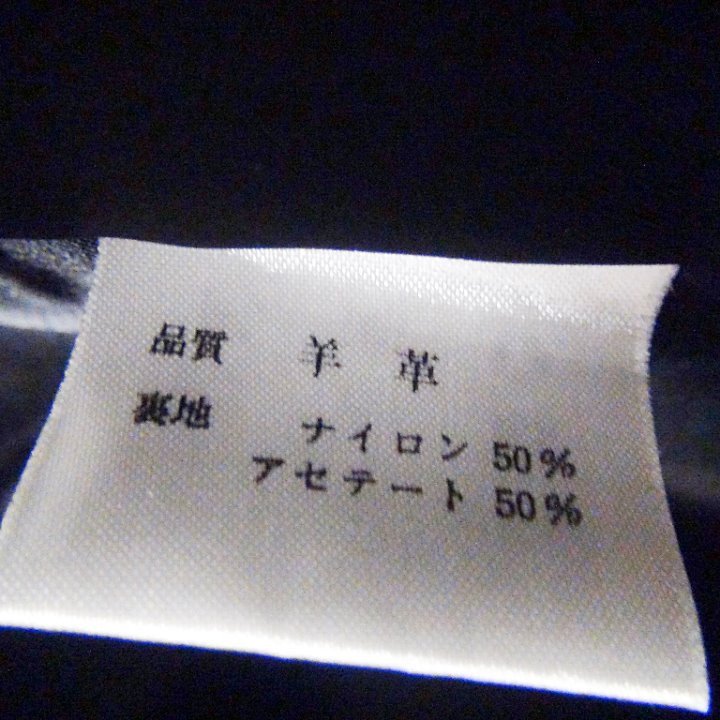 品質 羊革
裏地 ナイロン 50%
アセテート 50%